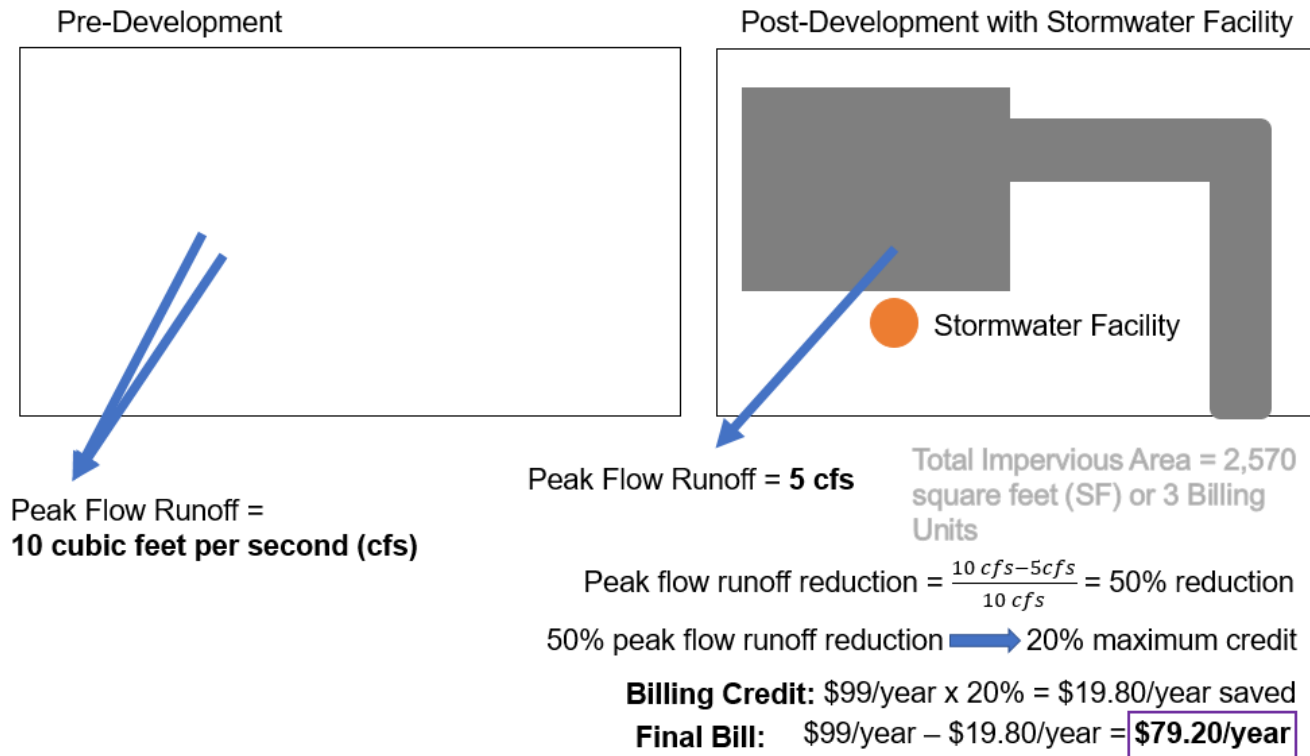 Pre-Development
Post-Development with Stormwater Facility
Stormwater Facility
Peak Flow Runoff =
10 cubic feet per second (cfs)
Peak Flow Runoff = 5 cfs
Total Impervious Area = 2,570
square feet (SF) or 3 Billing
Units
Peak flow runoff reduction = \frac{10 cfs−5cfs}{10 cfs} = 50% reduction
50% peak flow runoff reduction 20% maximum credit
Billing Credit: $99/year x 20% = $19.80/year saved
Final Bill: $99/year – $19.80/year = $79.20/year